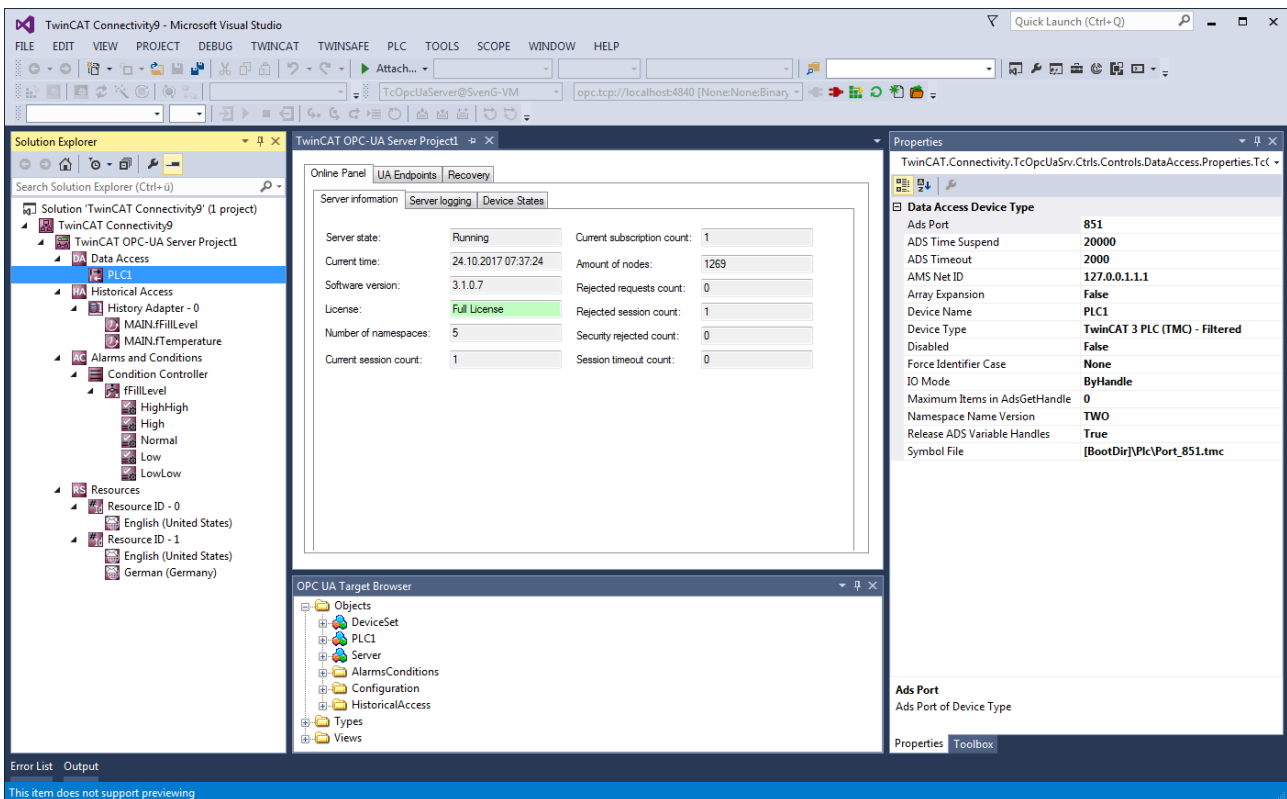 TwinCAT Connectivity9 - Microsoft Visual Studio
Quick Launch (Ctrl+Q)
FILE EDIT VIEW PROJECT DEBUG TWINCAT TWINSAFE PLC TOOLS SCOPE WINDOW HELP
Attach...
TcOpcUaServer@SvenG-VM opc.tcp://localhost:4840 [None:None:Binary
Solution Explorer
Search Solution Explorer (Ctrl+ü)
Solution 'TwinCAT Connectivity9' (1 project)
TwinCAT Connectivity9
TwinCAT OPC-UA Server Project1
DA Data Access
PLC1
HA Historical Access
History Adapter - 0
MAIN.fFillLevel
MAIN.fTemperature
AC Alarms and Conditions
Condition Controller
fFillLevel
HighHigh
High
Normal
Low
LowLow
RS Resources
Resource ID - 0
English (United States)
Resource ID - 1
English (United States)
German (Germany)
TwinCAT OPC-UA Server Project1
Online Panel UA Endpoints Recovery
Server information Server logging Device States
Server state: Running Current subscription count: 1
Current time: 24.10.2017 07:37:24 Amount of nodes: 1269
Software version: 3.1.0.7 Rejected requests count: 0
License: Full License Rejected session count: 1
Number of namespaces: 5 Security rejected count: 0
Current session count: 1 Session timeout count: 0
OPC UA Target Browser
Objects
DeviceSet
PLC1
Server
AlarmsConditions
Configuration
HistoricalAccess
Types
Views
Properties
TwinCAT.Connectivity.TcOpcUaSrv.Ctrls.Controls.DataAccess.Properties.Tc(
Data Access Device Type
Ads Port 851
ADS Time Suspend 20000
ADS Timeout 2000
AMS Net ID 127.0.0.1.1.1
Array Expansion False
Device Name PLC1
Device Type TwinCAT 3 PLC (TMC) - Filtered
Disabled False
Force Identifier Case None
IO Mode ByHandle
Maximum Items in AdsGetHandle 0
Namespace Name Version TWO
Release ADS Variable Handles True
Symbol File [BootDir]\Plc\Port_851.tmc
Ads Port
Ads Port of Device Type
Properties Toolbox
Error List Output
This item does not support previewing